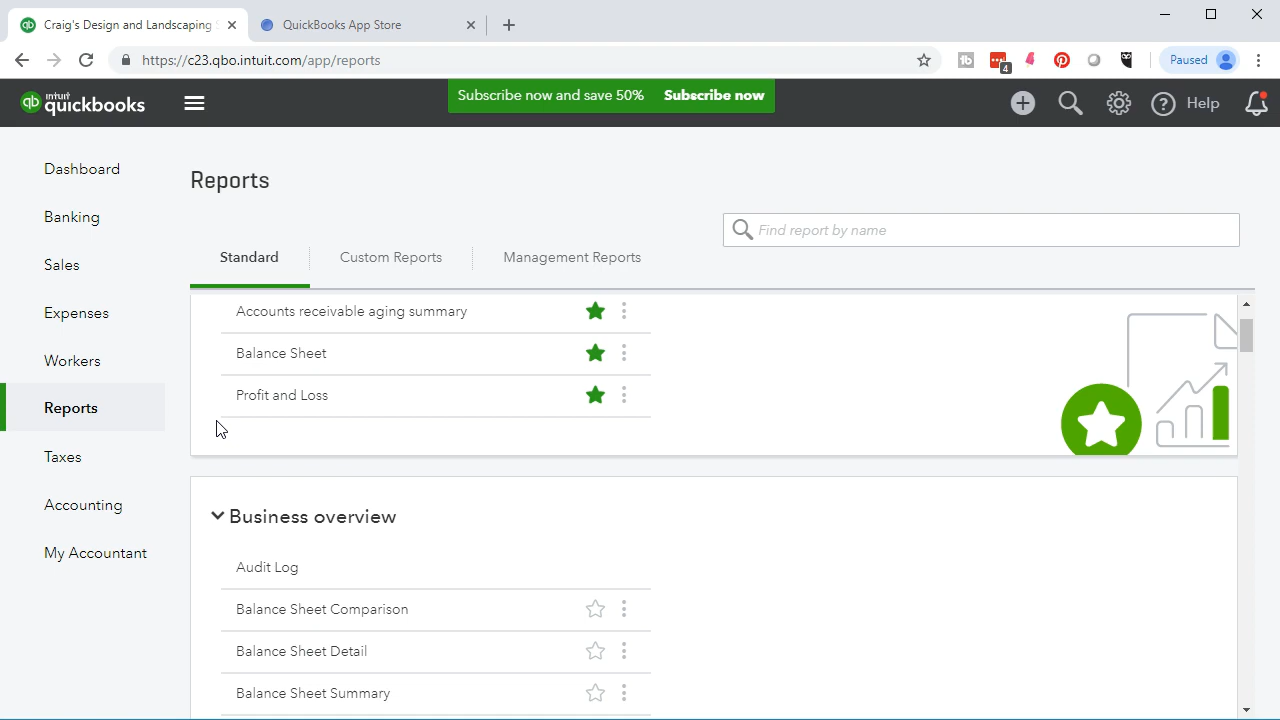 Craig's Design and Landscaping
QuickBooks App Store
https://c23.qbo.intuit.com/app/reports
4
Paused
intuit
quickbooks
Subscribe now and save 50% Subscribe now
Help
Dashboard
Banking
Sales
Expenses
Workers
Reports
Taxes
Accounting
My Accountant
Reports
Find report by name
Standard
Custom Reports
Management Reports
Accounts receivable aging summary
Balance Sheet
Profit and Loss
Business overview
Audit Log
Balance Sheet Comparison
Balance Sheet Detail
Balance Sheet Summary